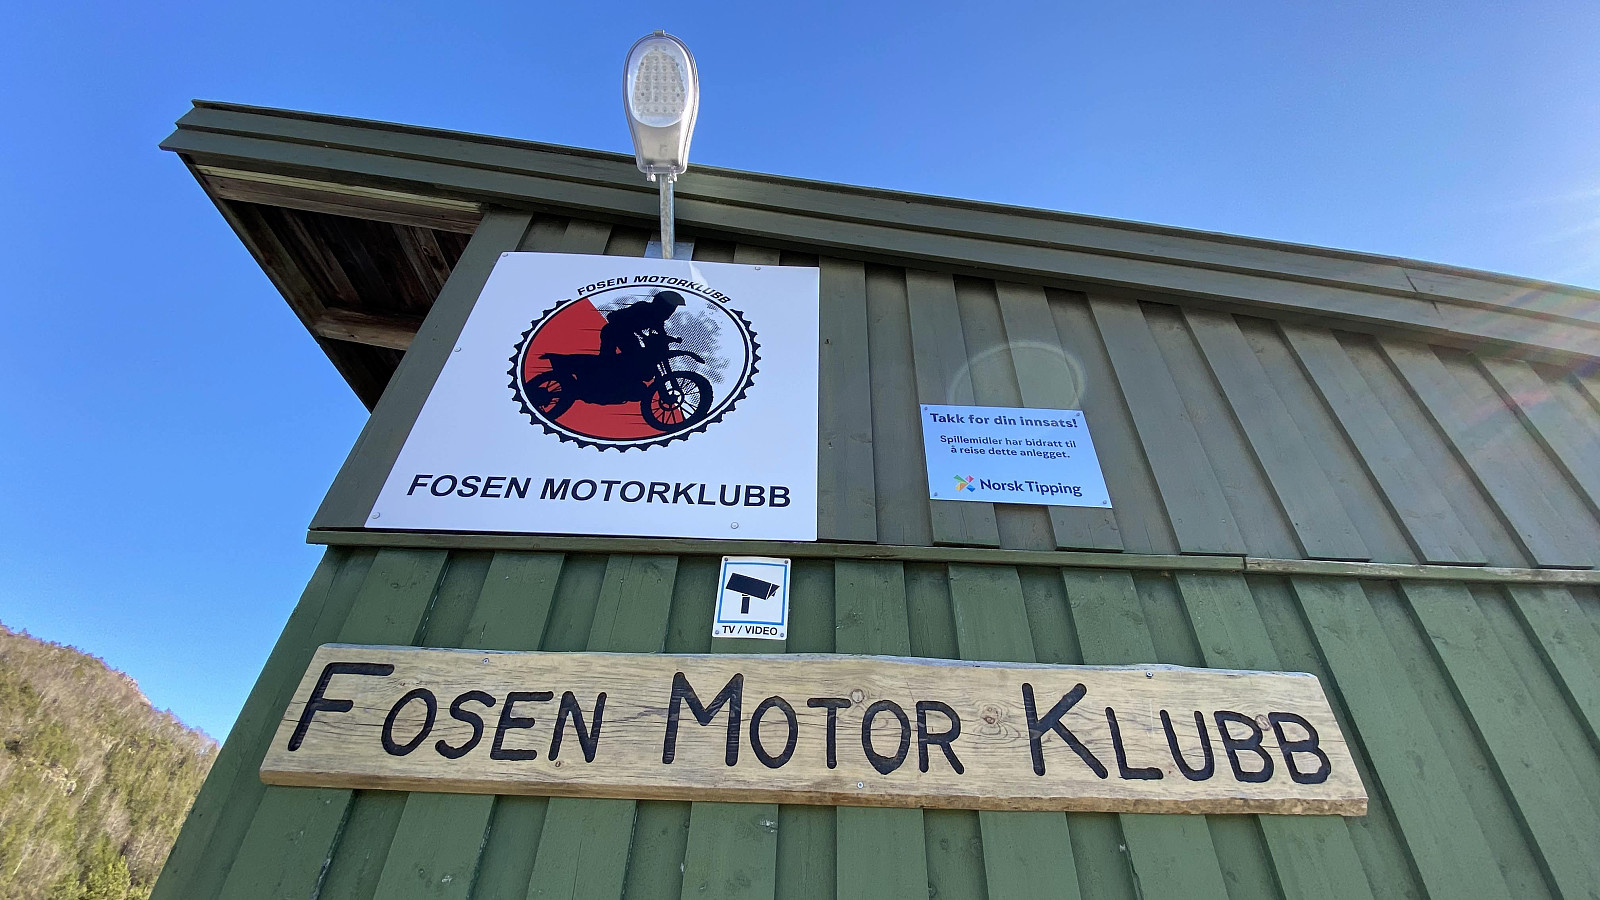 FOSEN MOTORKLUBB
FOSEN MOTORKLUBB
Takk for din innsats!
Spillemidler har bidratt til
å reise dette anlegget.
Norsk Tipping
TV / VIDEO
FOSEN MOTOR KLUBB